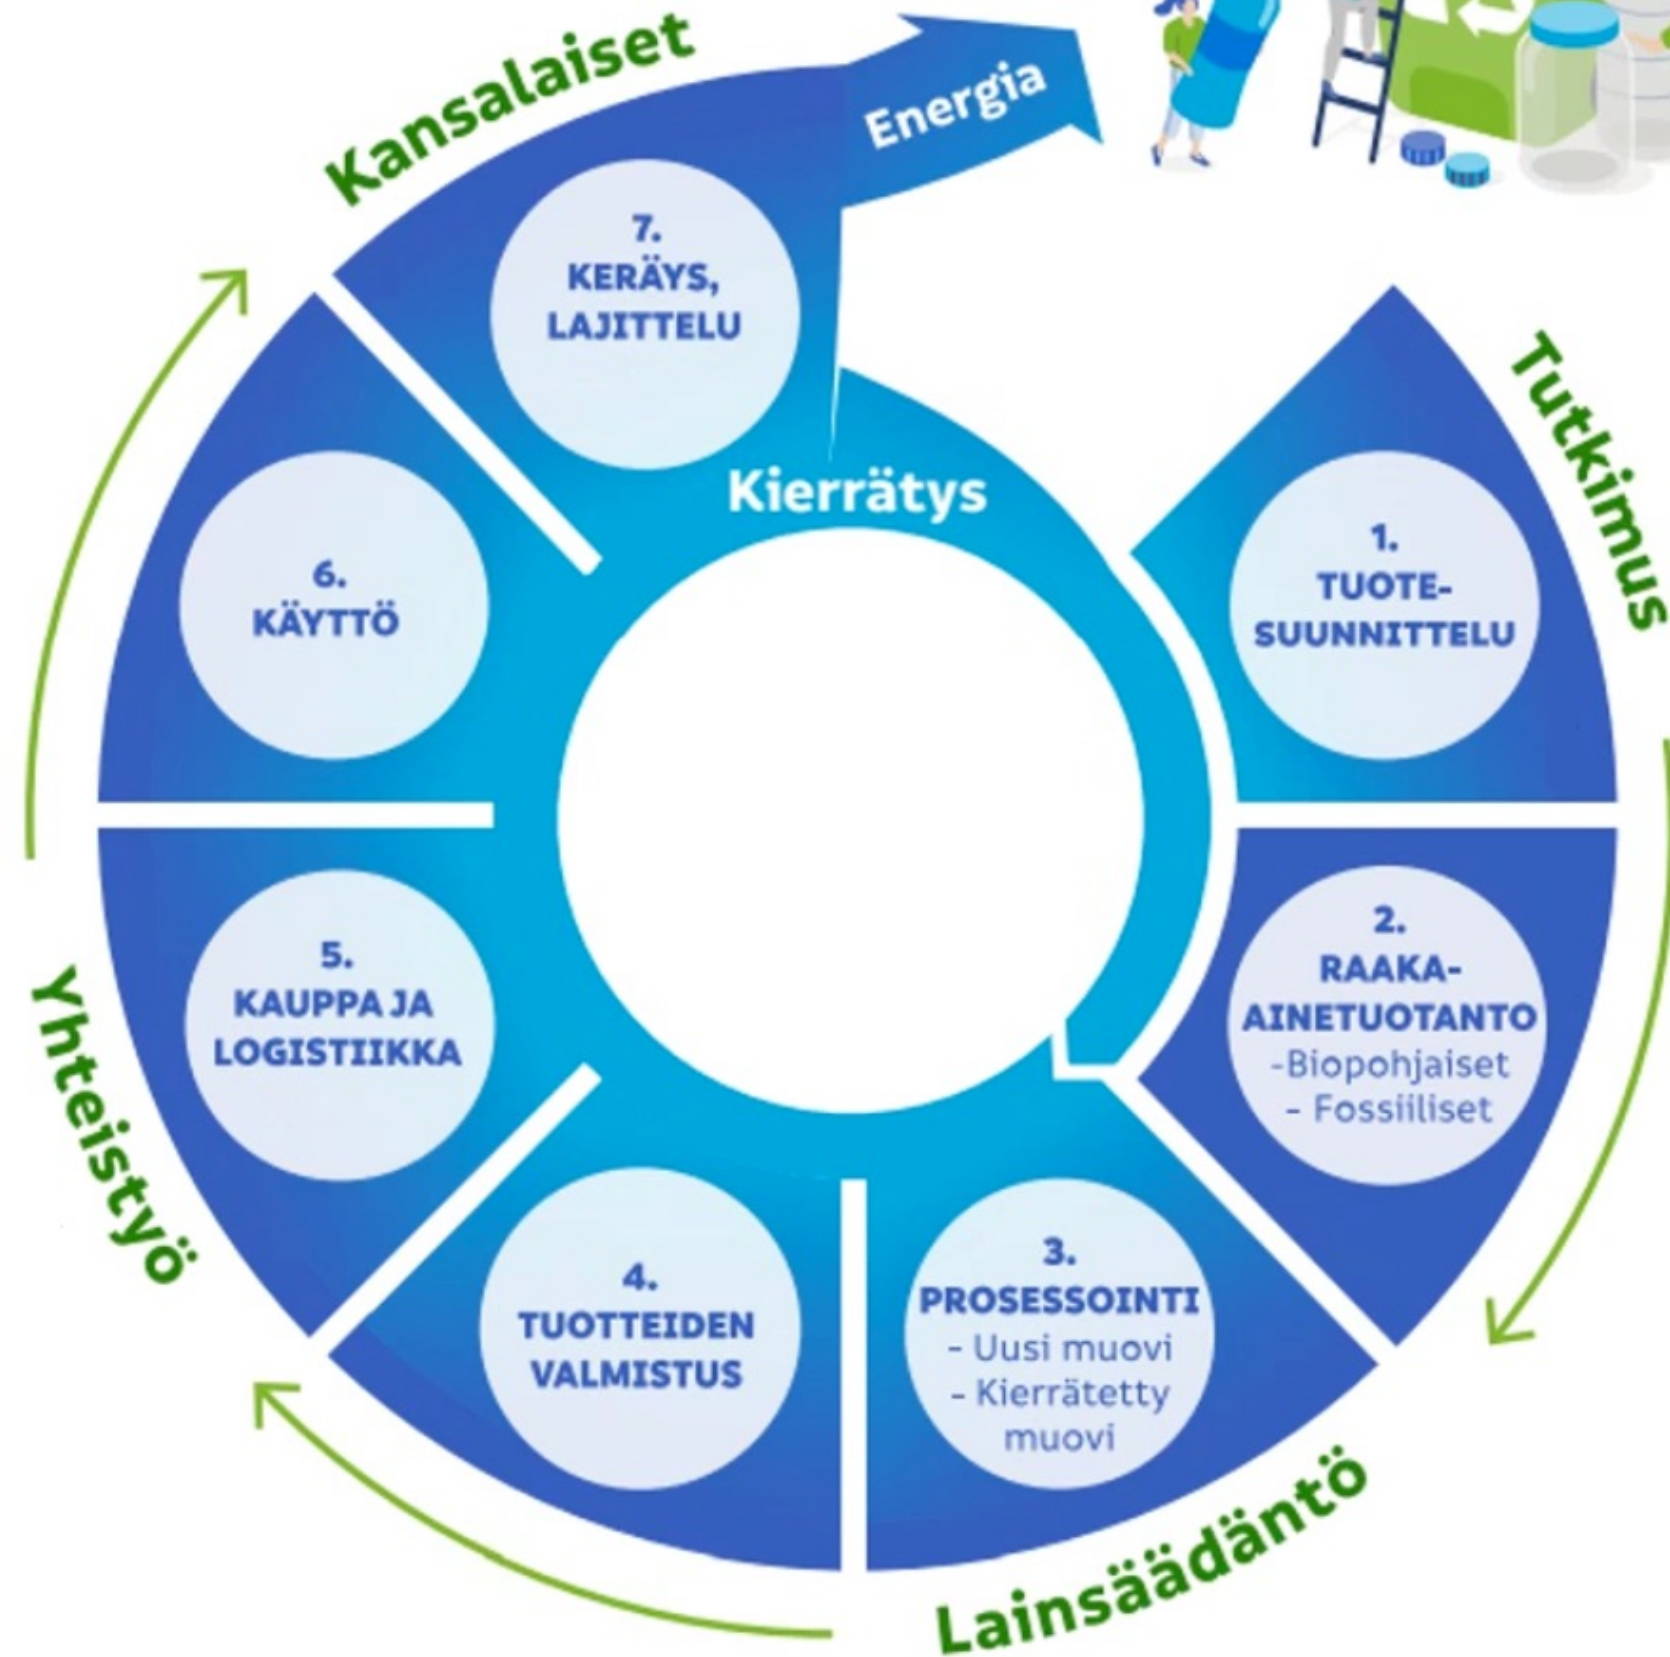 Kansalaiset
Energia
7.
KERÄYS,
LAJITTELU
Kierrätys
Tutkimus
1.
TUOTE-
SUUNNITTELU
2.
RAAKA-
AINETUOTANTO
-Biopohjaiset
- Fossiiliset
3.
PROSESSOINTI
- Uusi muovi
- Kierrätetty
muovi
Lainsäädäntö
4.
TUOTTEIDEN
VALMISTUS
5.
KAUPPA JA
LOGISTIIKKA
Yhteistyö
6.
KÄYTTÖ